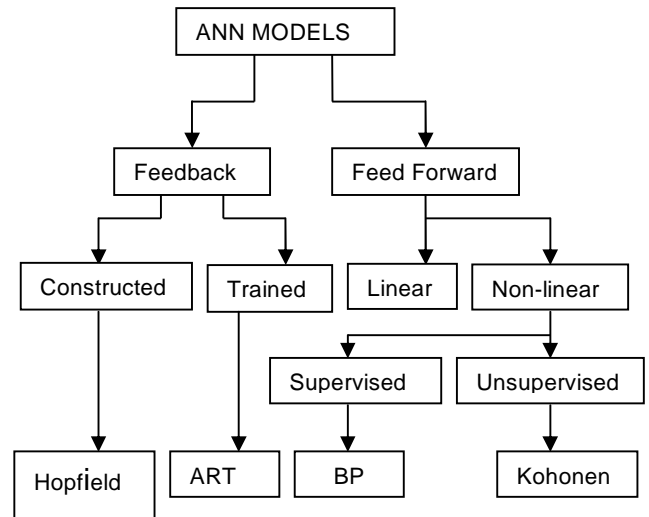 ANN MODELS
Feedback
Feed Forward
Constructed
Trained
Linear
Non-linear
Supervised
Unsupervised
Hopfield
ART
BP
Kohonen